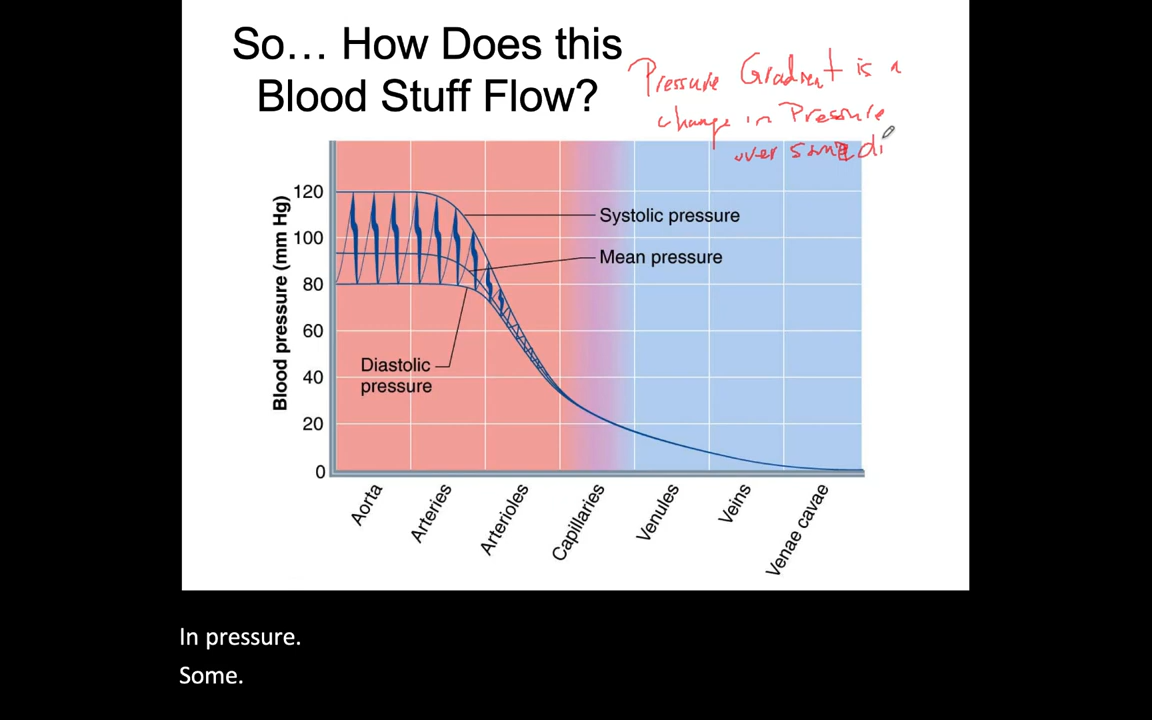 So… How Does this
Blood Stuff Flow?
Pressure Gradient is a
change in Pressure
over some di
Blood pressure (mm Hg)
120
100
80
60
40
20
0
Systolic pressure
Mean pressure
Diastolic
pressure
Aorta
Arteries
Arterioles
Capillaries
Venules
Veins
Venae cavae
In pressure.
Some.